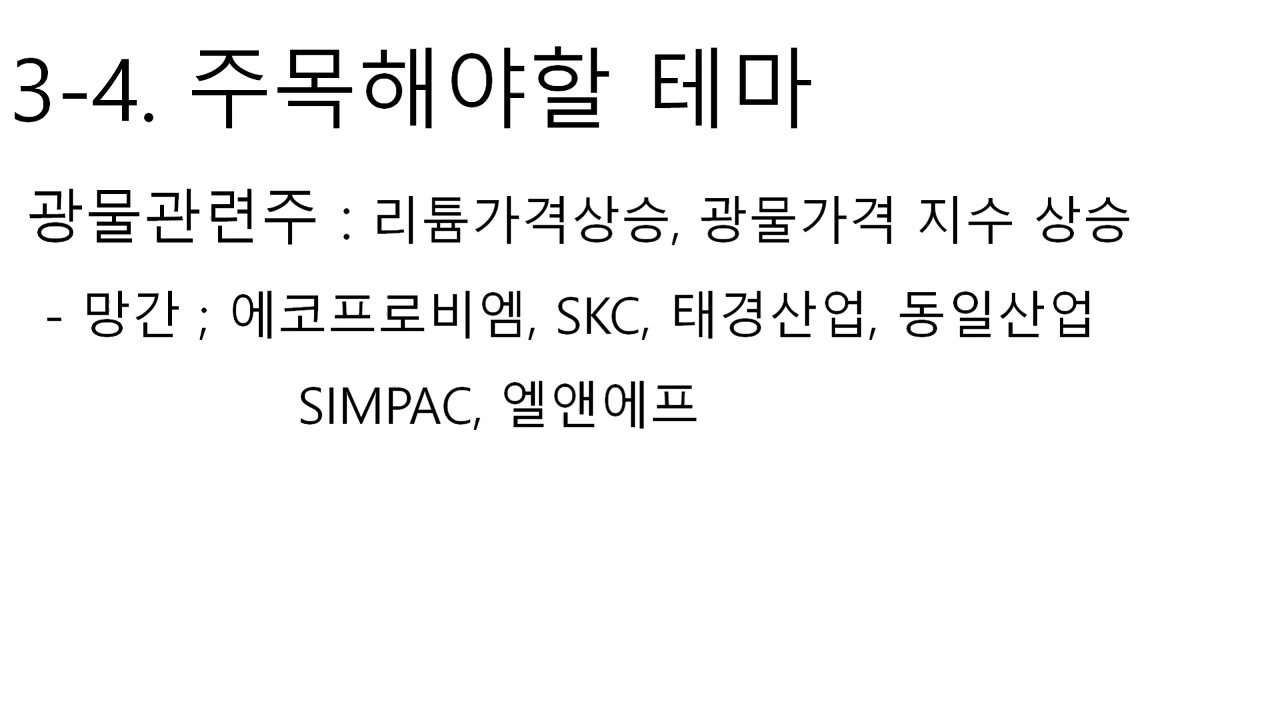 3-4. 주목해야할 테마
광물관련주 : 리튬가격상승, 광물가격 지수 상승
- 망간 ; 에코프로비엠, SKC, 태경산업, 동일산업
SIMPAC, 엘앤에프